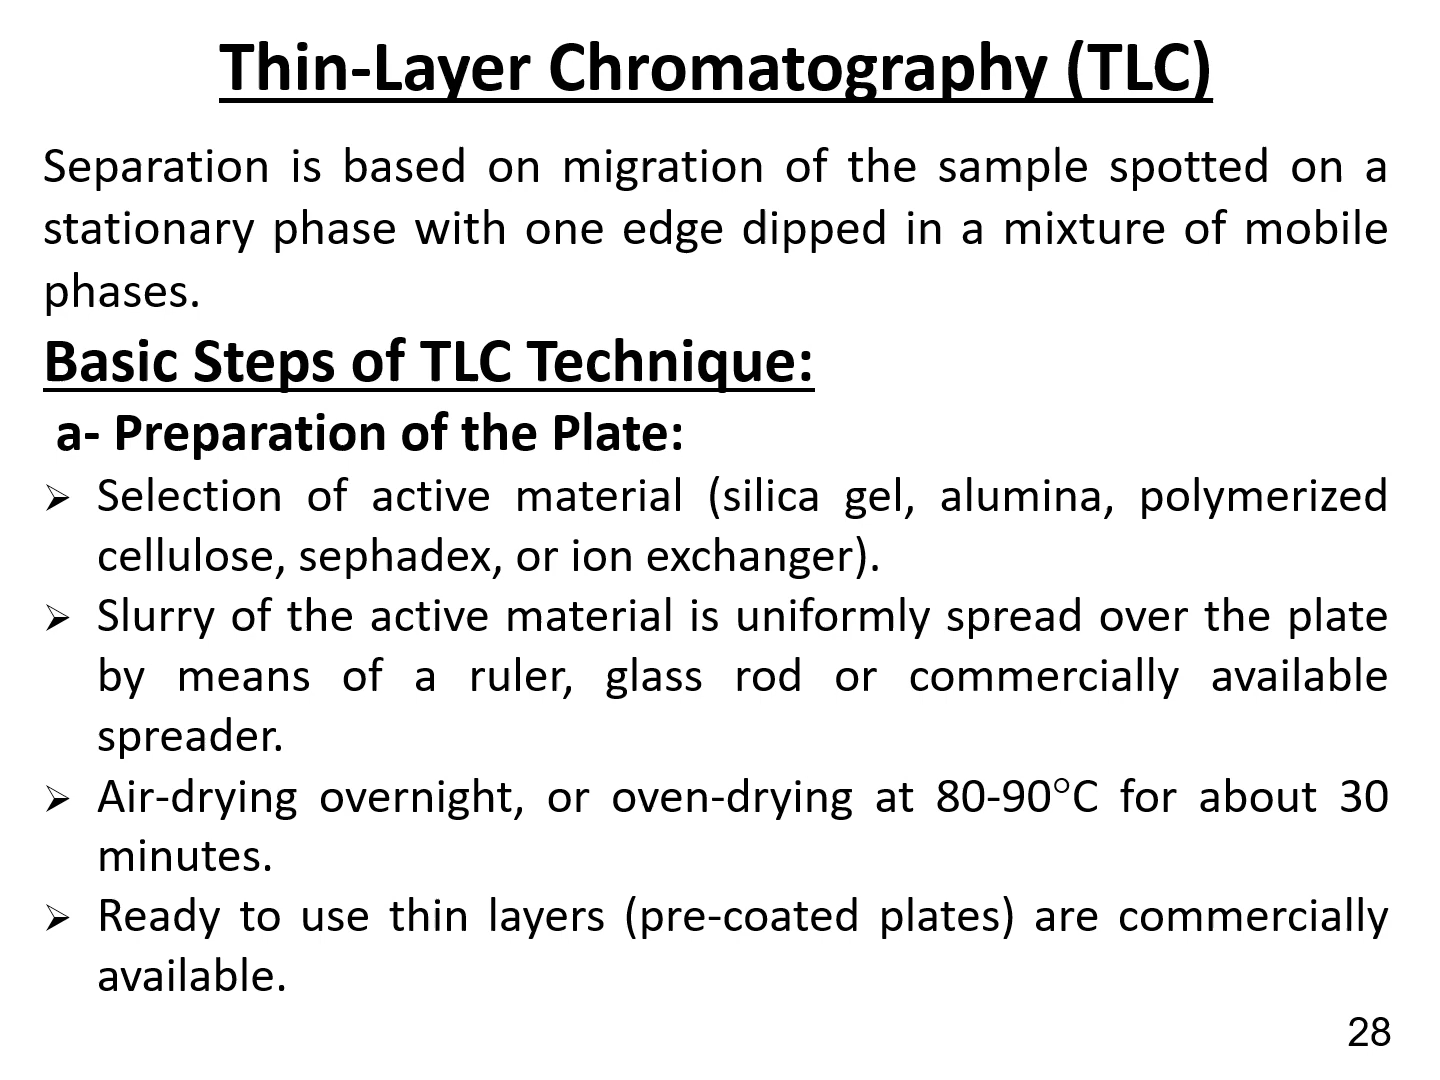 Thin-Layer Chromatography (TLC)
Separation is based on migration of the sample spotted on a
stationary phase with one edge dipped in a mixture of mobile
phases.
Basic Steps of TLC Technique:
a- Preparation of the Plate:
➢ Selection of active material (silica gel, alumina, polymerized
cellulose, sephadex, or ion exchanger).
➢ Slurry of the active material is uniformly spread over the plate
by means of a ruler, glass rod or commercially available
spreader.
➢ Air-drying overnight, or oven-drying at 80-90°C for about 30
minutes.
➢ Ready to use thin layers (pre-coated plates) are commercially
available.
28